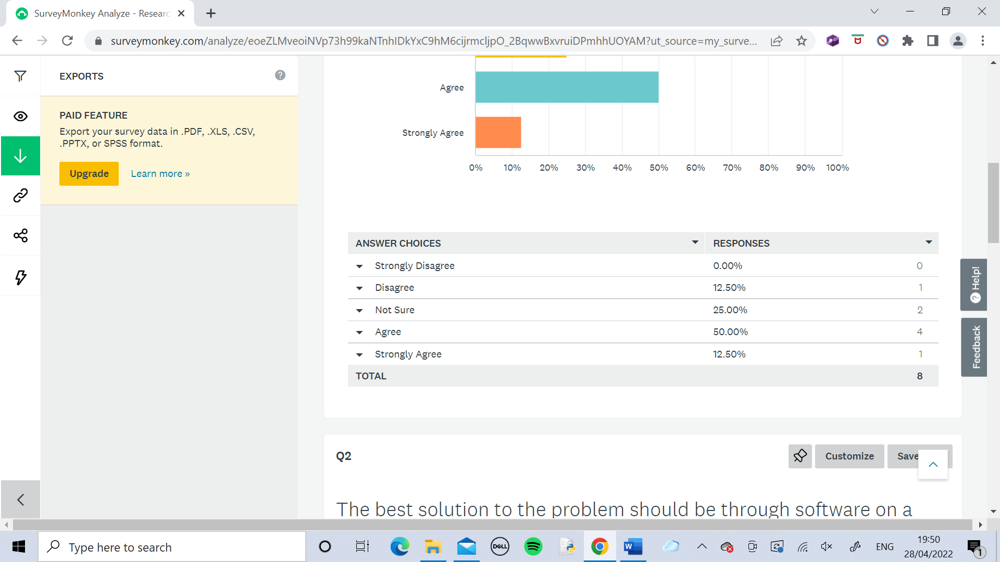 SurveyMonkey Analyze - Researc
surveymonkey.com/analyze/eoeZLMveoiNVp73h99kaNTnhIDkYxC9hM6cijrmcljpO_2BqwwBxvruiDPmhhUOYAM?ut_source=my_surve...
EXPORTS
PAID FEATURE
Export your survey data in .PDF, .XLS, .CSV,
.PPTX, or SPSS format.
Upgrade Learn more »
Agree
Strongly Agree
0% 10% 20% 30% 40% 50% 60% 70% 80% 90% 100%
ANSWER CHOICES RESPONSES
Strongly Disagree 0.00% 0
Disagree 12.50% 1
Not Sure 25.00% 2
Agree 50.00% 4
Strongly Agree 12.50% 1
TOTAL 8
Help!
Feedback
Q2
Customize Save
The best solution to the problem should be through software on a
Type here to search
DELL
W
ENG
19:50
28/04/2022
1